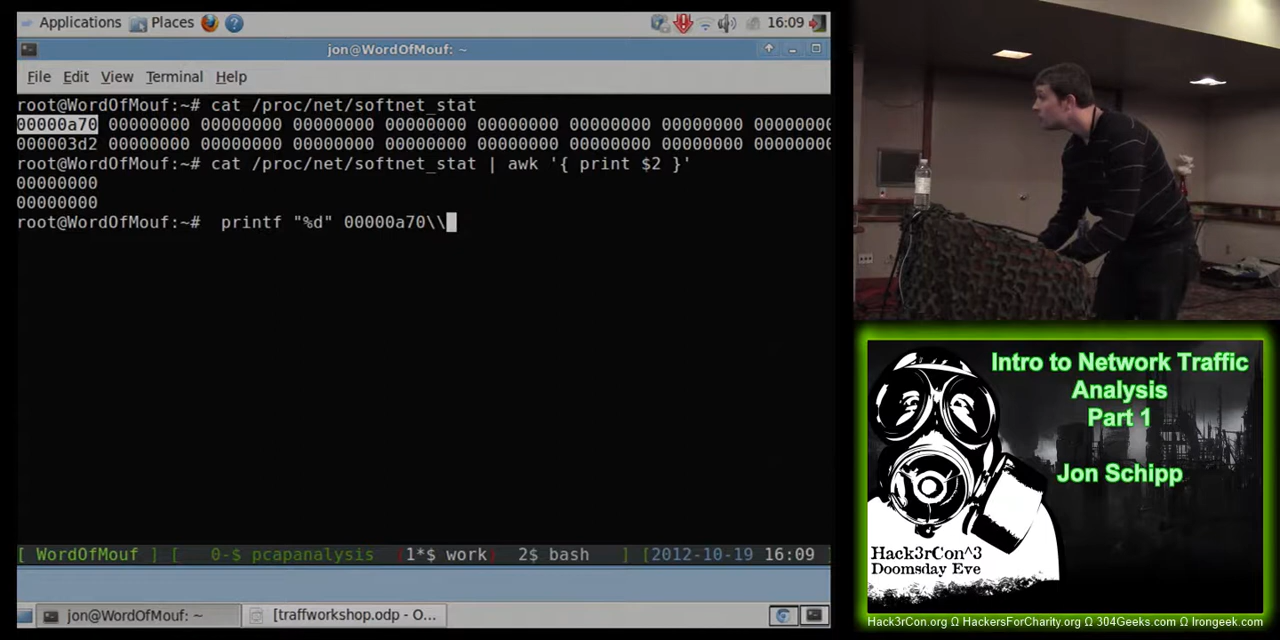 Applications Places 16:09
jon@WordOfMouf: ~
File Edit View Terminal Help
root@WordOfMouf:~# cat /proc/net/softnet_stat
00000a70 00000000 00000000 00000000 00000000 00000000 00000000 00000000 000000
000003d2 00000000 00000000 00000000 00000000 00000000 00000000 00000000 000000
root@WordOfMouf:~# cat /proc/net/softnet_stat | awk '{ print $2 }'
00000000
00000000
root@WordOfMouf:~#  printf "%d" 00000a70\\
[ WordOfMouf ] [ 0-$ pcapanalysis (1*$ work) 2$ bash ] [2012-10-19 16:09 ]
jon@WordOfMouf: ~ [traffworkshop.odp - O...
Intro to Network Traffic
Analysis
Part 1
Jon Schipp
Hack3rCon^3
Doomsday Eve
Hack3rCon.org Ω HackersForCharity.org Ω 304Geeks.com Ω Irongeek.com